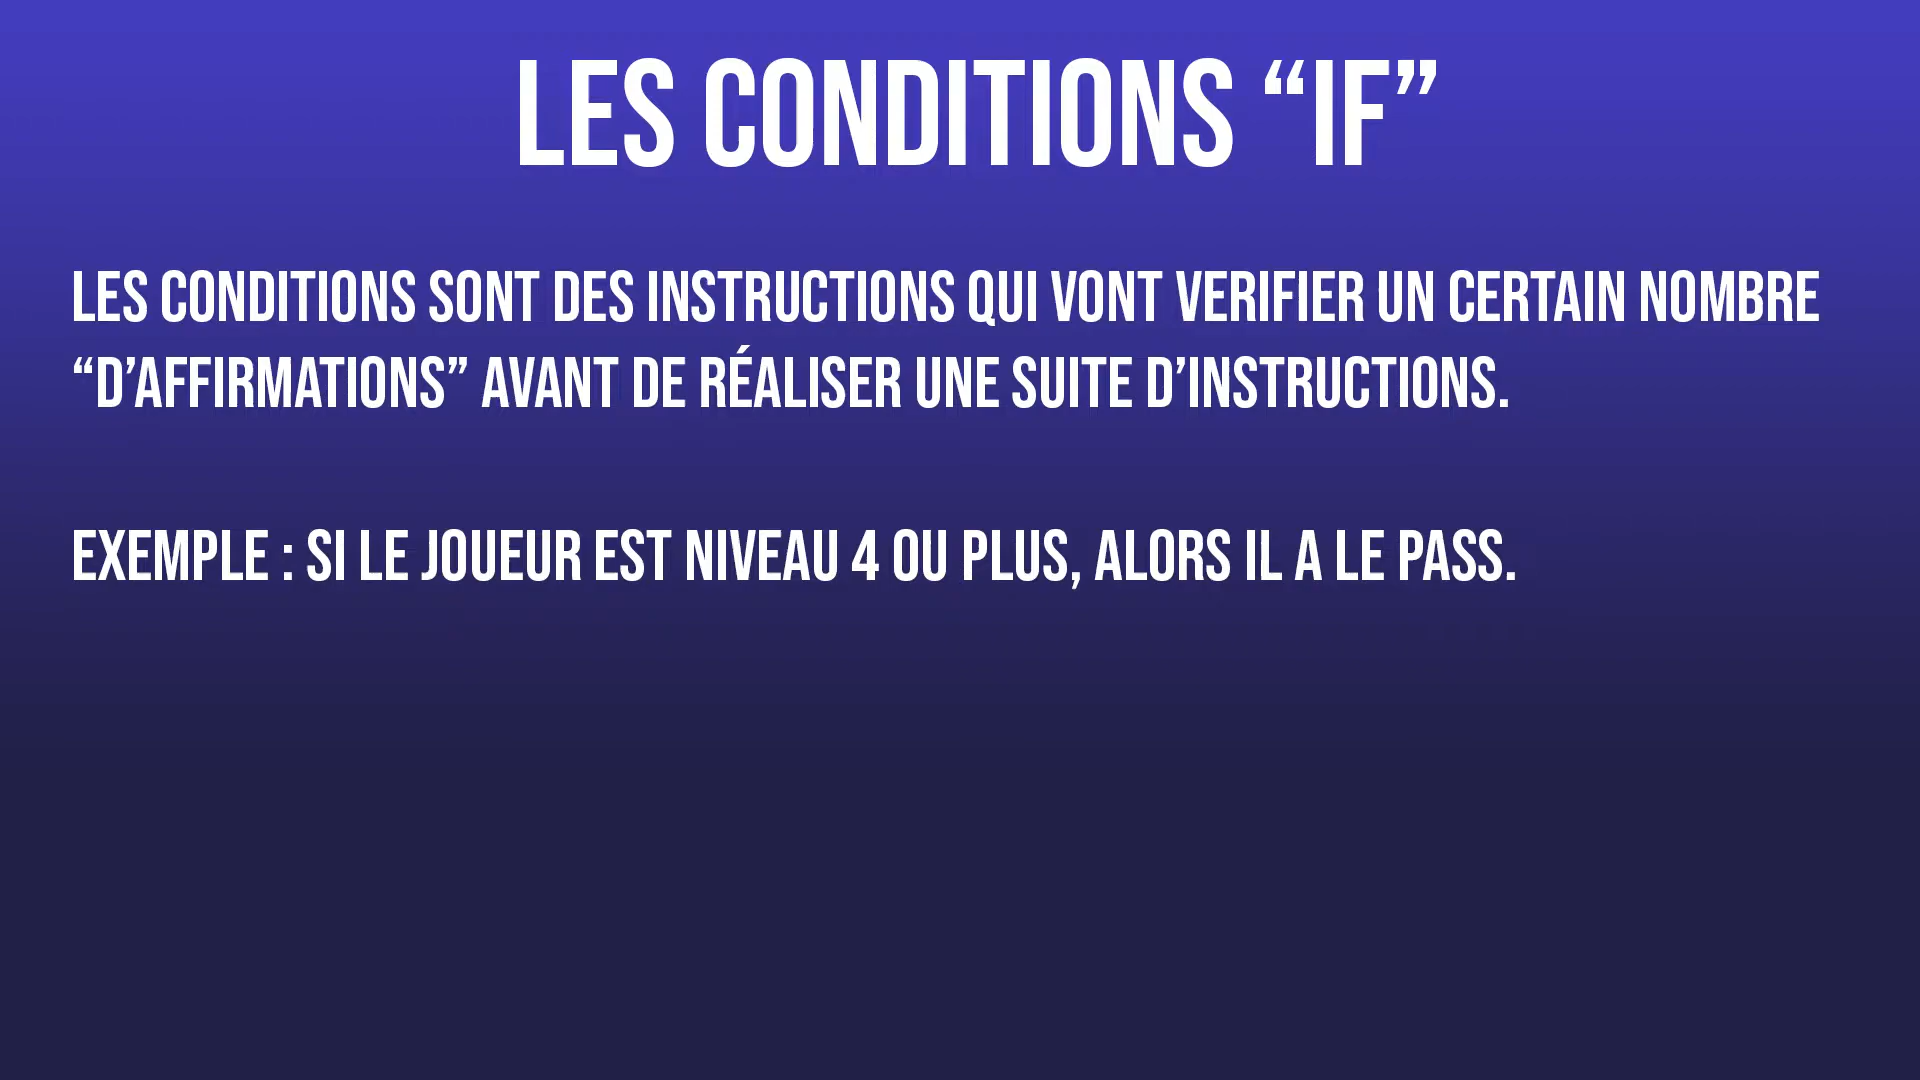 LES CONDITIONS “IF”
LES CONDITIONS SONT DES INSTRUCTIONS QUI VONT VERIFIER UN CERTAIN NOMBRE
“D’AFFIRMATIONS” AVANT DE RÉALISER UNE SUITE D’INSTRUCTIONS.
EXEMPLE : SI LE JOUEUR EST NIVEAU 4 OU PLUS, ALORS IL A LE PASS.